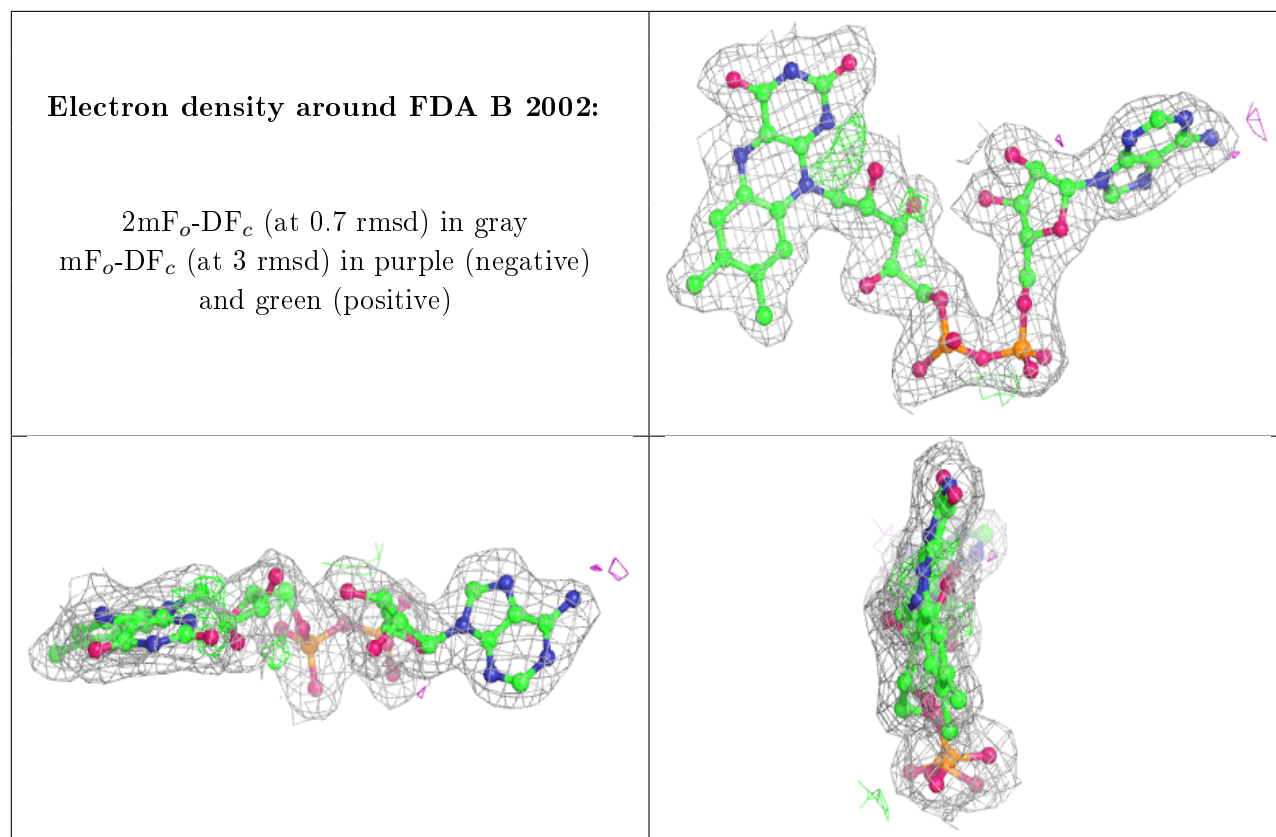 Electron density around FDA B 2002:
2mFo-DFc (at 0.7 rmsd) in gray
mFo-DFc (at 3 rmsd) in purple (negative)
and green (positive)